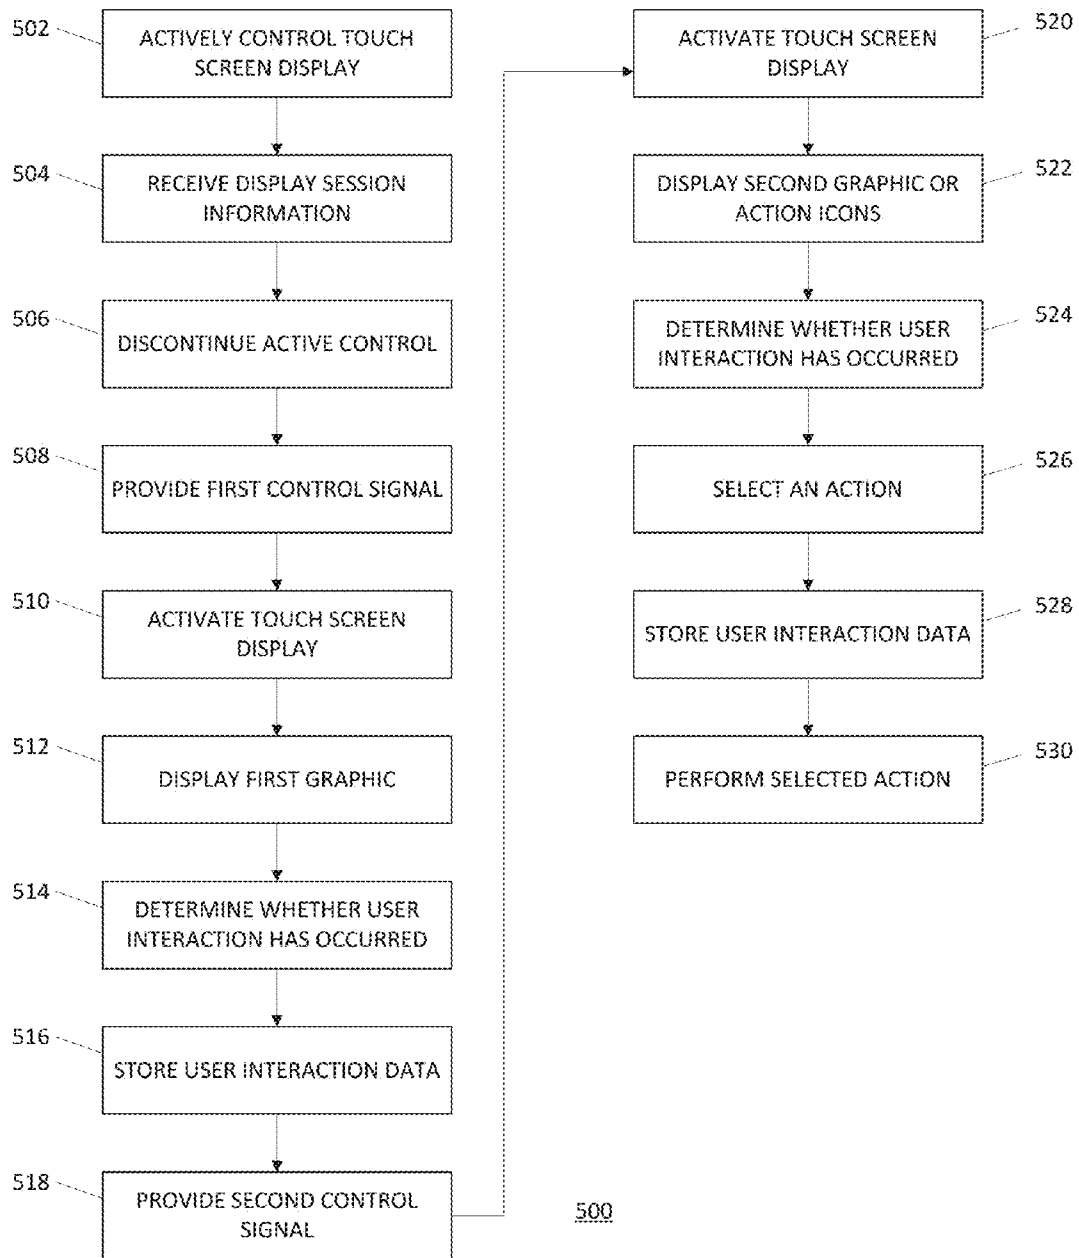 502
ACTIVELY CONTROL TOUCH
SCREEN DISPLAY
504
RECEIVE DISPLAY SESSION
INFORMATION
506
DISCONTINUE ACTIVE CONTROL
508
PROVIDE FIRST CONTROL SIGNAL
510
ACTIVATE TOUCH SCREEN
DISPLAY
512
DISPLAY FIRST GRAPHIC
514
DETERMINE WHETHER USER
INTERACTION HAS OCCURRED
516
STORE USER INTERACTION DATA
518
PROVIDE SECOND CONTROL
SIGNAL
520
ACTIVATE TOUCH SCREEN
DISPLAY
522
DISPLAY SECOND GRAPHIC OR
ACTION ICONS
524
DETERMINE WHETHER USER
INTERACTION HAS OCCURRED
526
SELECT AN ACTION
528
STORE USER INTERACTION DATA
530
PERFORM SELECTED ACTION
500